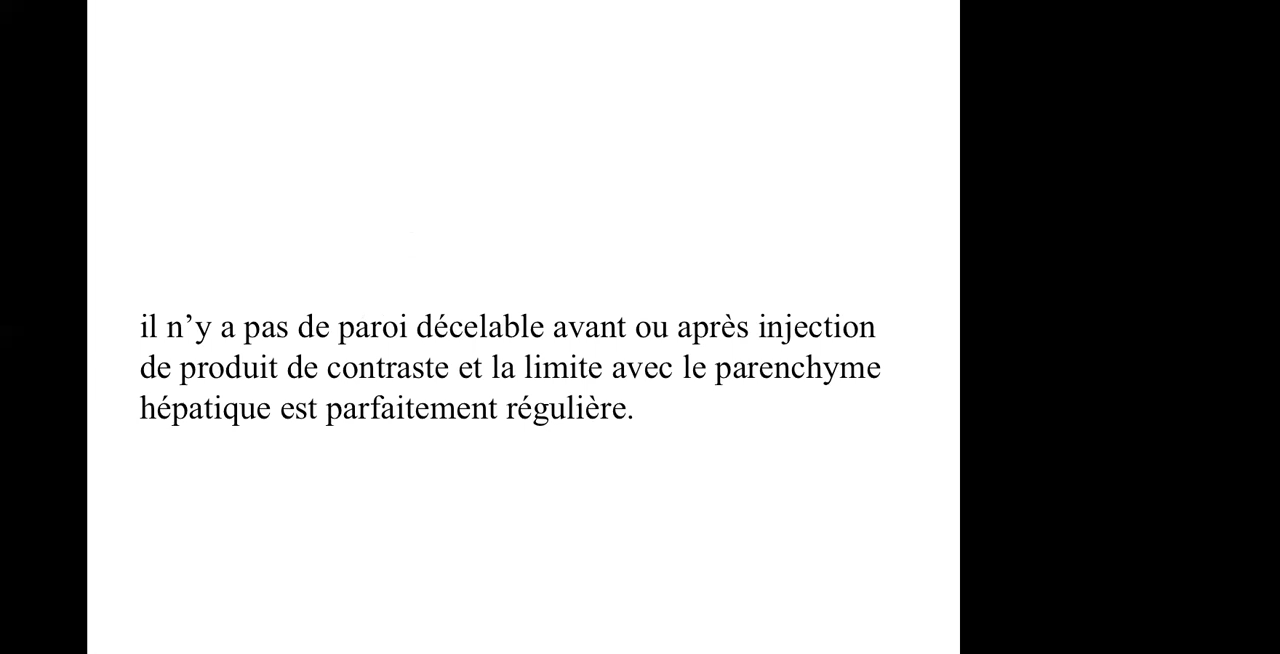 il n’y a pas de paroi décelable avant ou après injection
de produit de contraste et la limite avec le parenchyme
hépatique est parfaitement régulière.